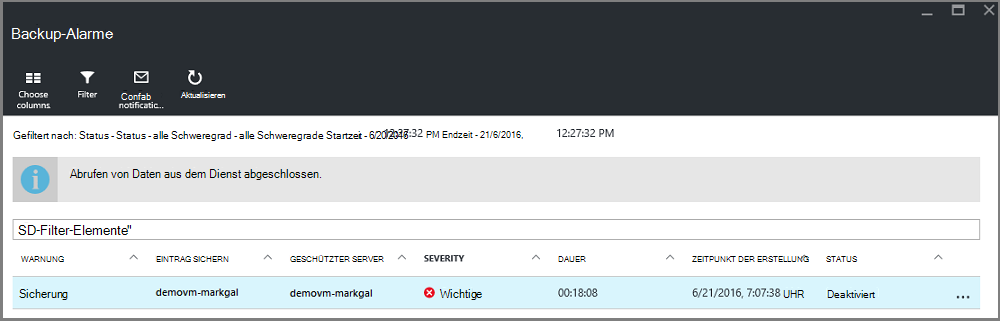 Backup-Alarme
Choose columns
Filter
Confab notificatic...
Aktualisieren
Gefiltert nach: Status - Status - alle Schweregrad - alle Schweregrade Startzeit - 6/20/2016 12:27:32 PM Endzeit - 21/6/2016, 12:27:32 PM
Abrufen von Daten aus dem Dienst abgeschlossen.
SD-Filter-Elemente"
WARNUNG EINTRAG SICHERN GESCHÜTZTER SERVER SEVERITY DAUER ZEITPUNKT DER ERSTELLUNG STATUS
Sicherung demovm-markgal demovm-markgal Wichtige 00:18:08 6/21/2016, 7:07:38 UHR Deaktiviert ...